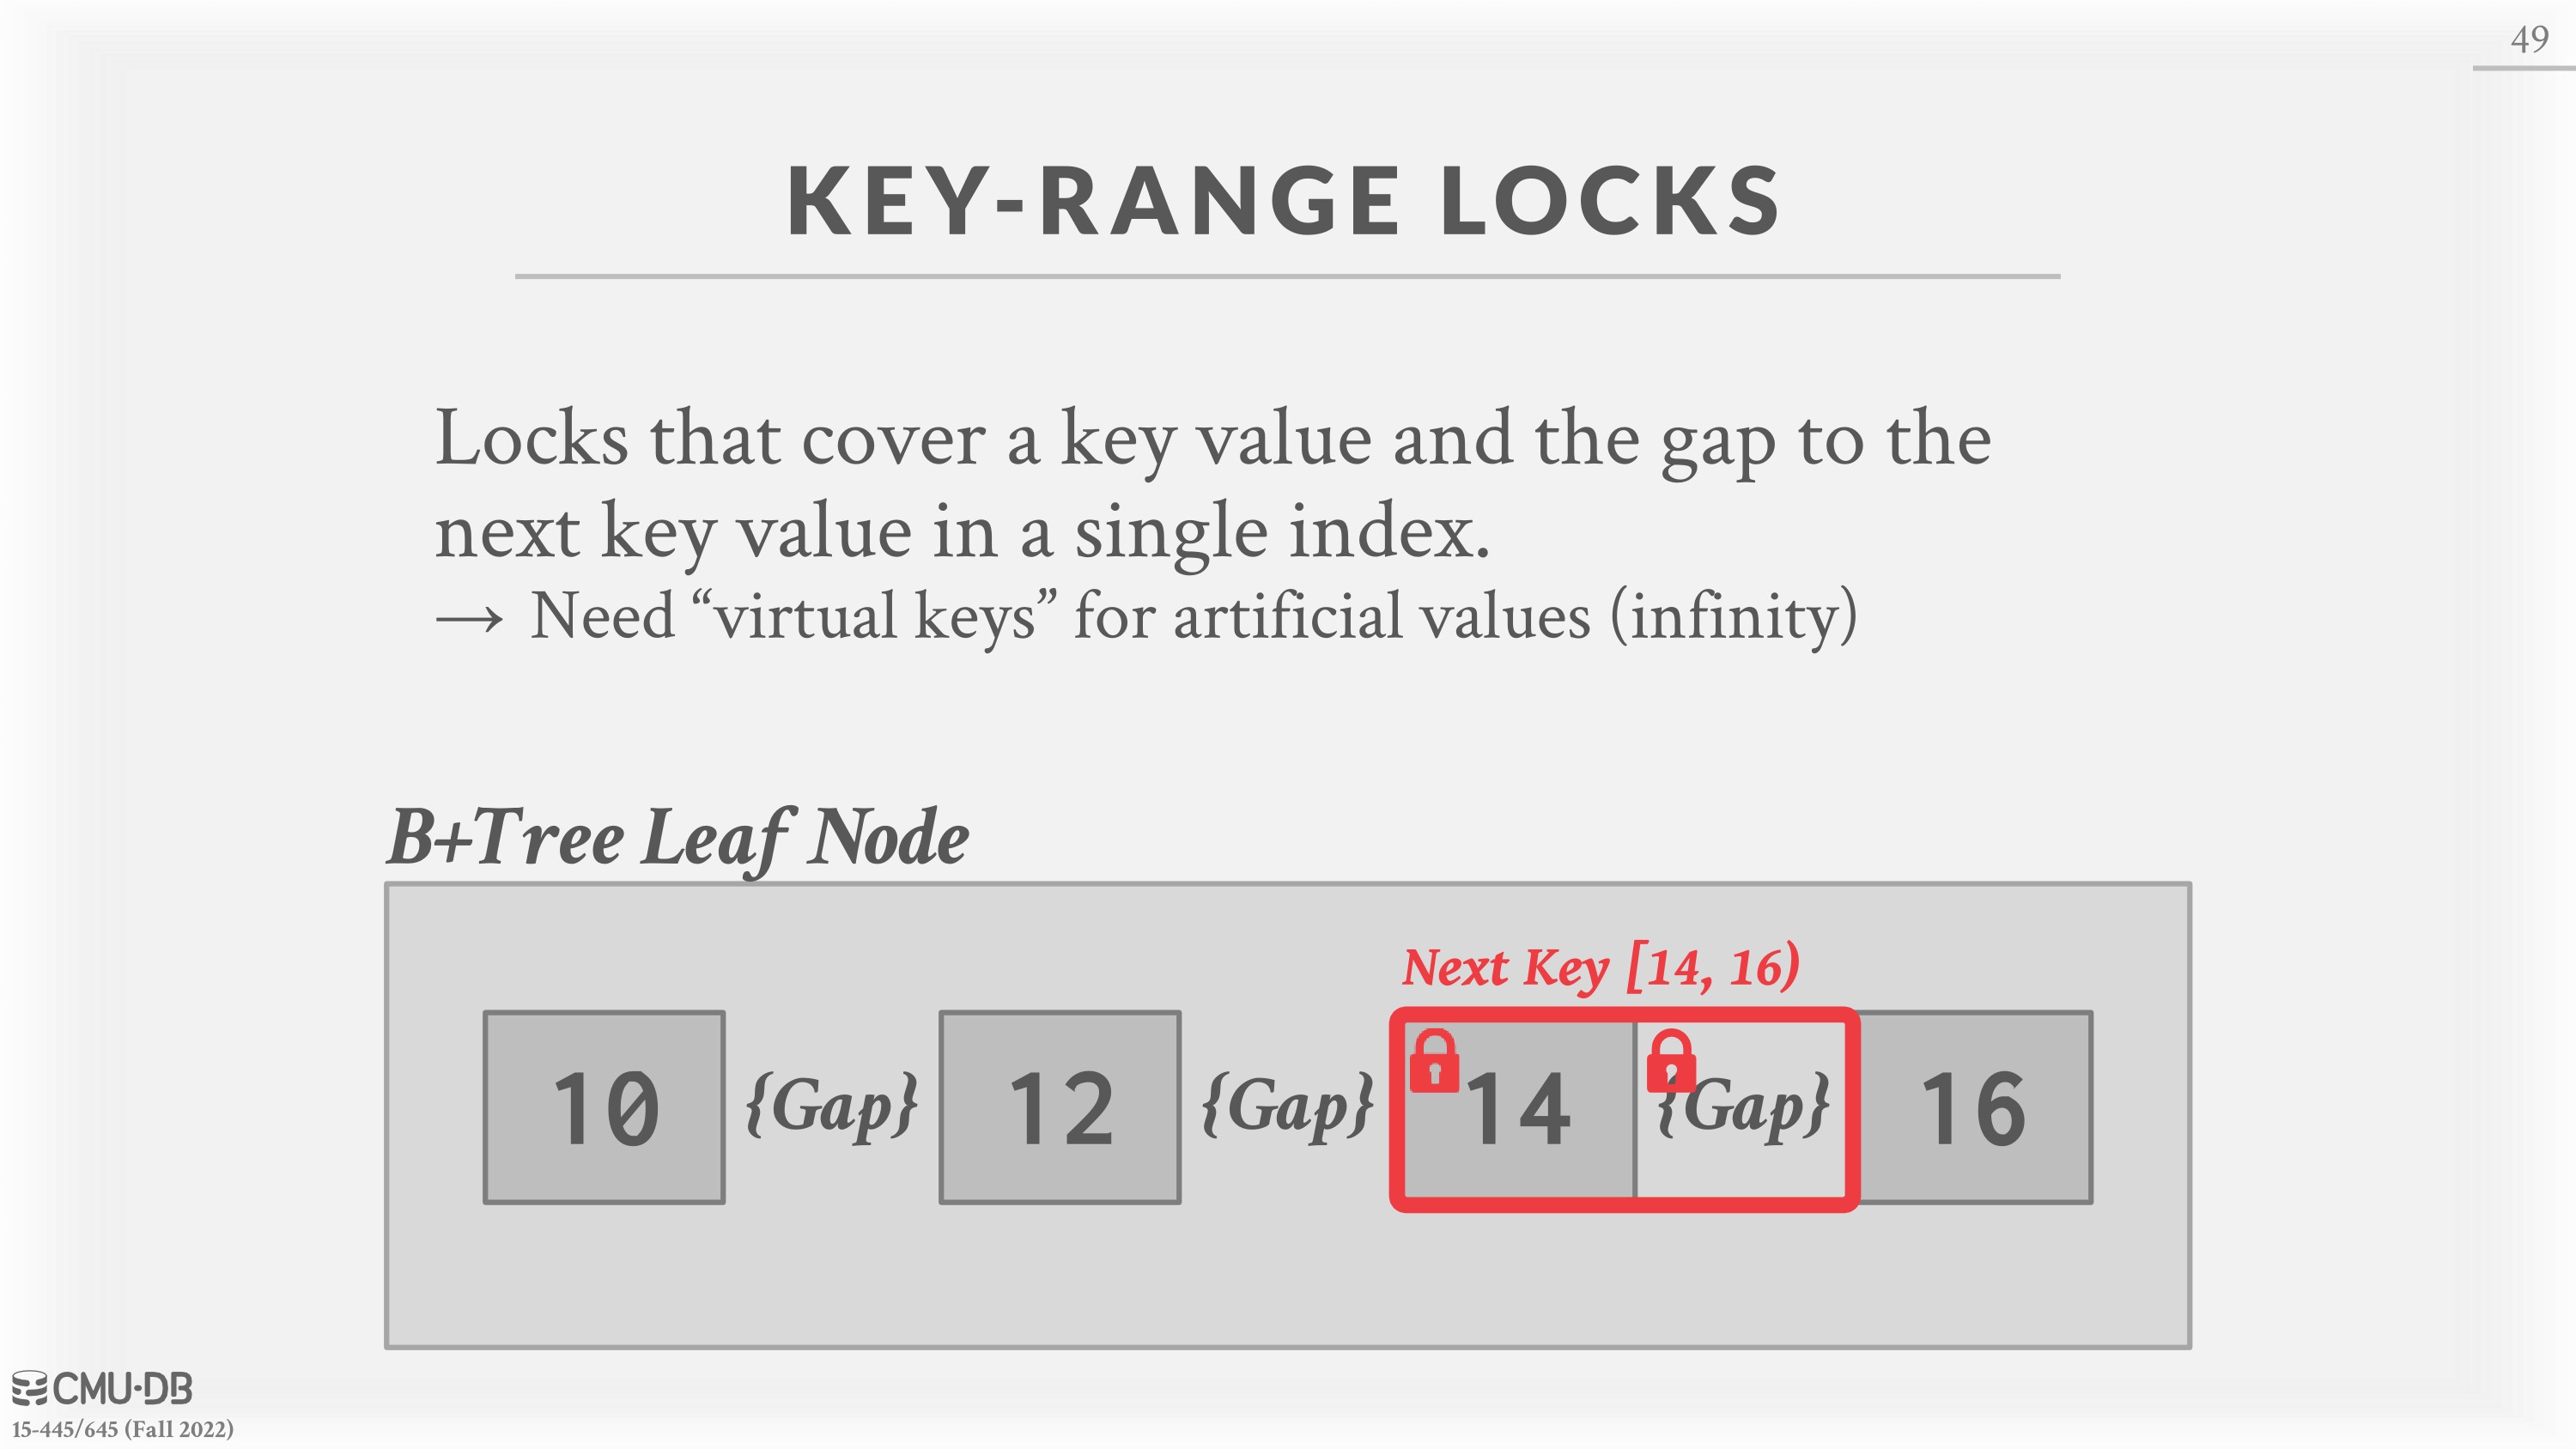 49
KEY-RANGE LOCKS
Locks that cover a key value and the gap to the
next key value in a single index.
→ Need “virtual keys” for artificial values (infinity)
B+Tree Leaf Node
Next Key [14, 16)
10 {Gap} 12 {Gap} 14 {Gap} 16
CMU·DB
15-445/645 (Fall 2022)